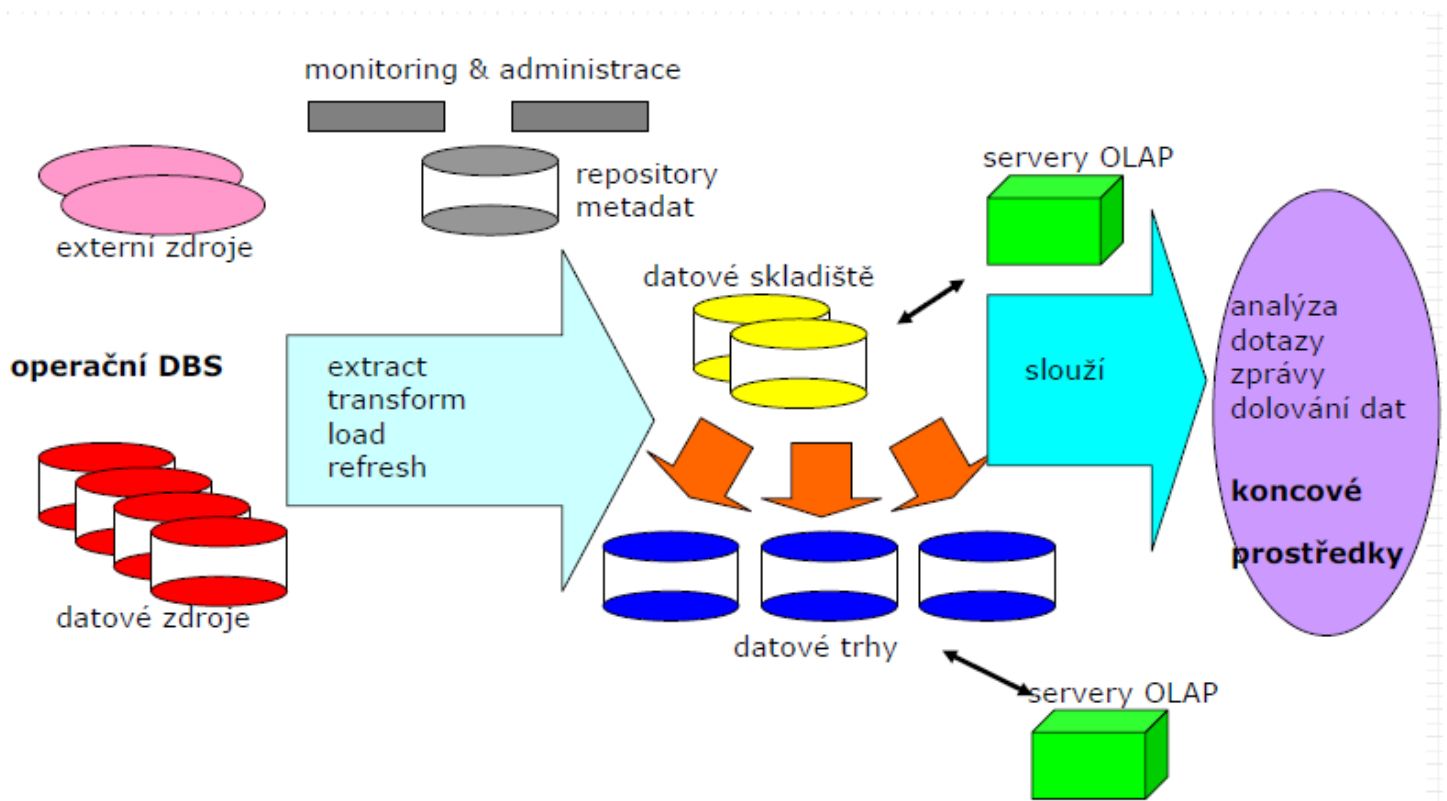 monitoring & administrace
repository
metadat
externí zdroje
operační DBS
datové zdroje
extract
transform
load
refresh
datové skladiště
datové trhy
servery OLAP
servery OLAP
slouží
analýza
dotazy
zprávy
dolování dat
koncové
prostředky